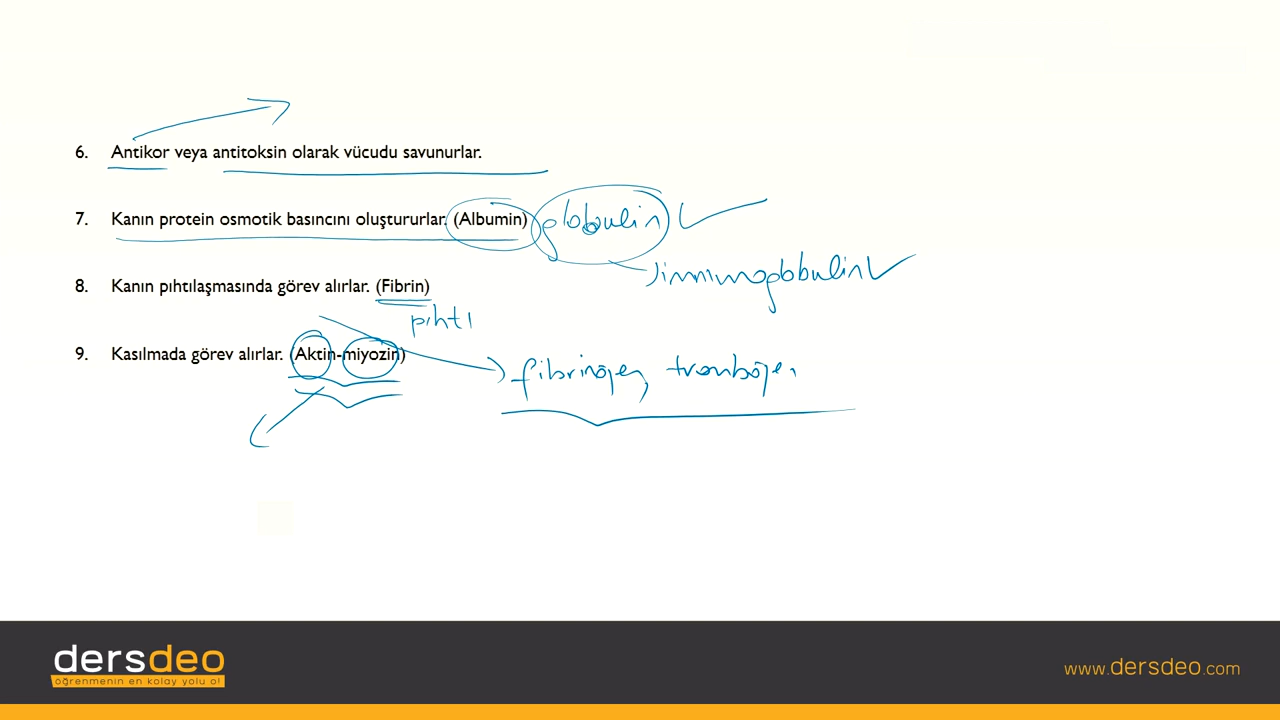 6. Antikor veya antitoksin olarak vücudu savunurlar.
7. Kanın protein osmotik basıncını oluştururlar. (Albumin) globulin
immunoglobulin
8. Kanın pıhtılaşmasında görev alırlar. (Fibrin)
pıhtı
9. Kasılmada görev alırlar. (Aktin-miyozin)
fibrinojen, trombojen
dersdeo
öğrenmenin en kolay yolu o!
www.dersdeo.com